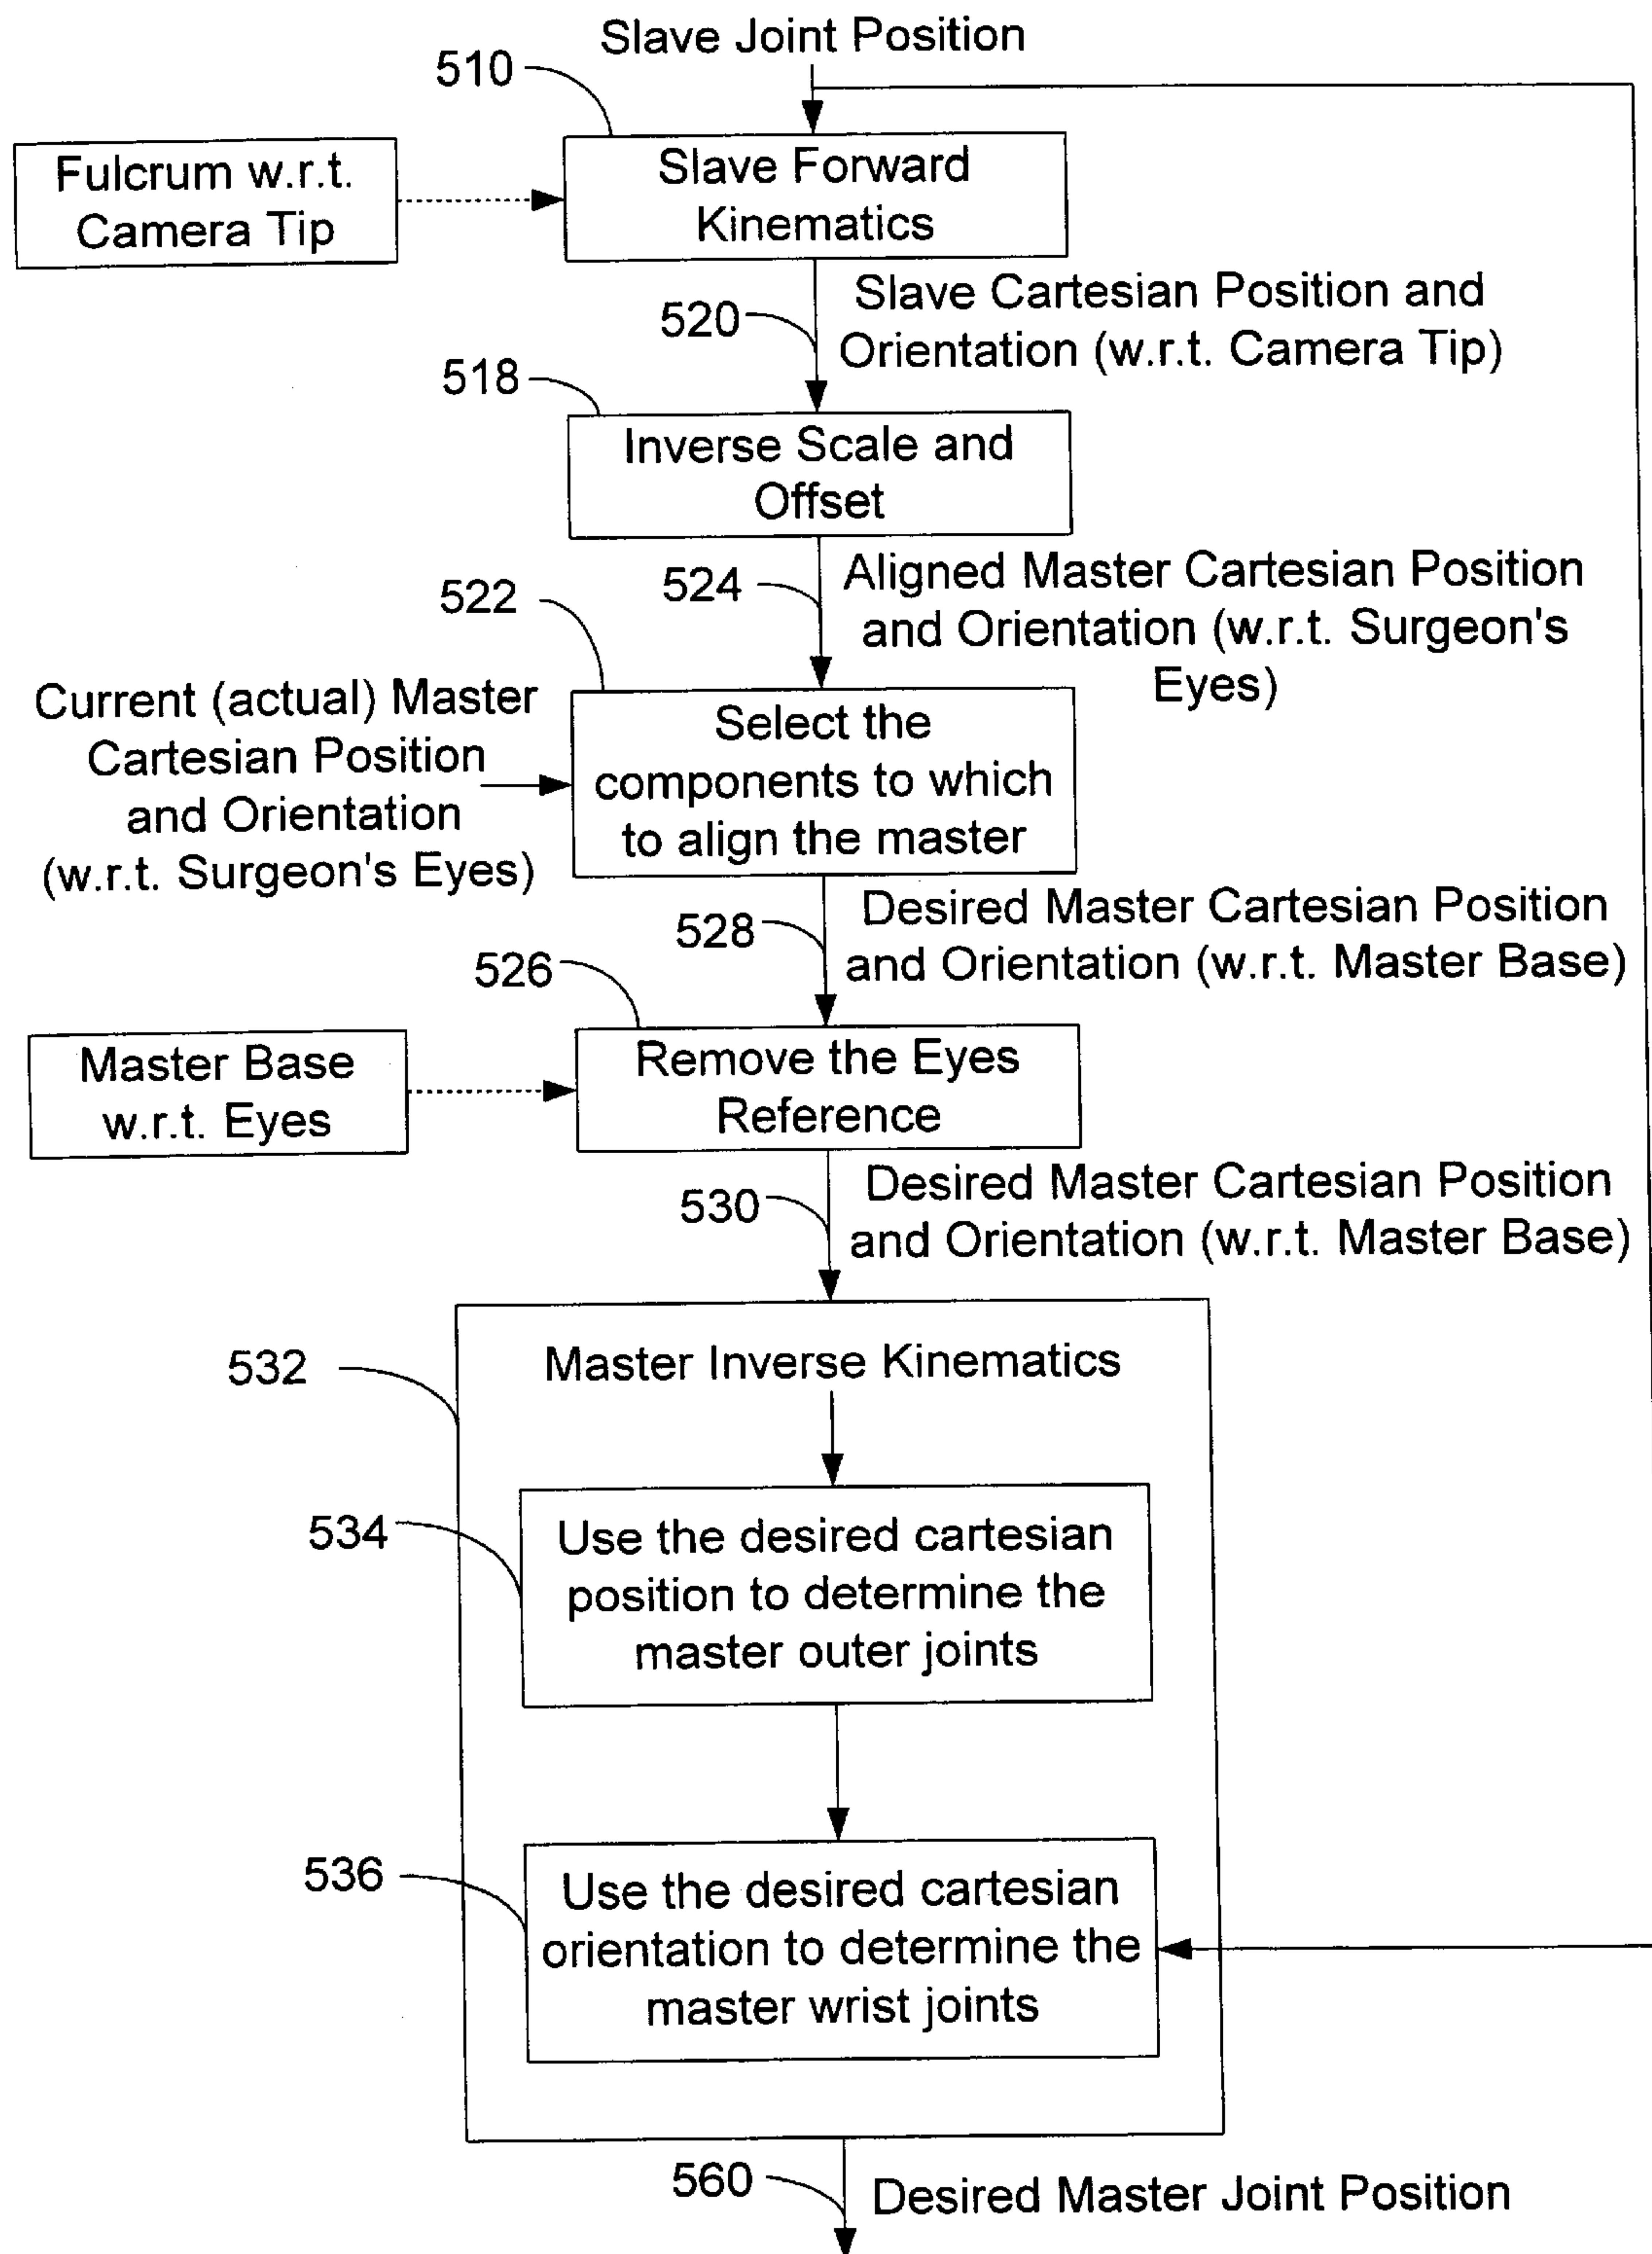 Slave Joint Position
510
Fulcrum w.r.t.
Camera Tip
Slave Forward
Kinematics
520
Slave Cartesian Position and
Orientation (w.r.t. Camera Tip)
518
Inverse Scale and
Offset
524
Aligned Master Cartesian Position
and Orientation (w.r.t. Surgeon's
Eyes)
522
Current (actual) Master
Cartesian Position
and Orientation
(w.r.t. Surgeon's Eyes)
Select the
components to which
to align the master
528
Desired Master Cartesian Position
and Orientation (w.r.t. Master Base)
526
Master Base
w.r.t. Eyes
Remove the Eyes
Reference
530
Desired Master Cartesian Position
and Orientation (w.r.t. Master Base)
532
Master Inverse Kinematics
534
Use the desired cartesian
position to determine the
master outer joints
536
Use the desired cartesian
orientation to determine the
master wrist joints
560
Desired Master Joint Position